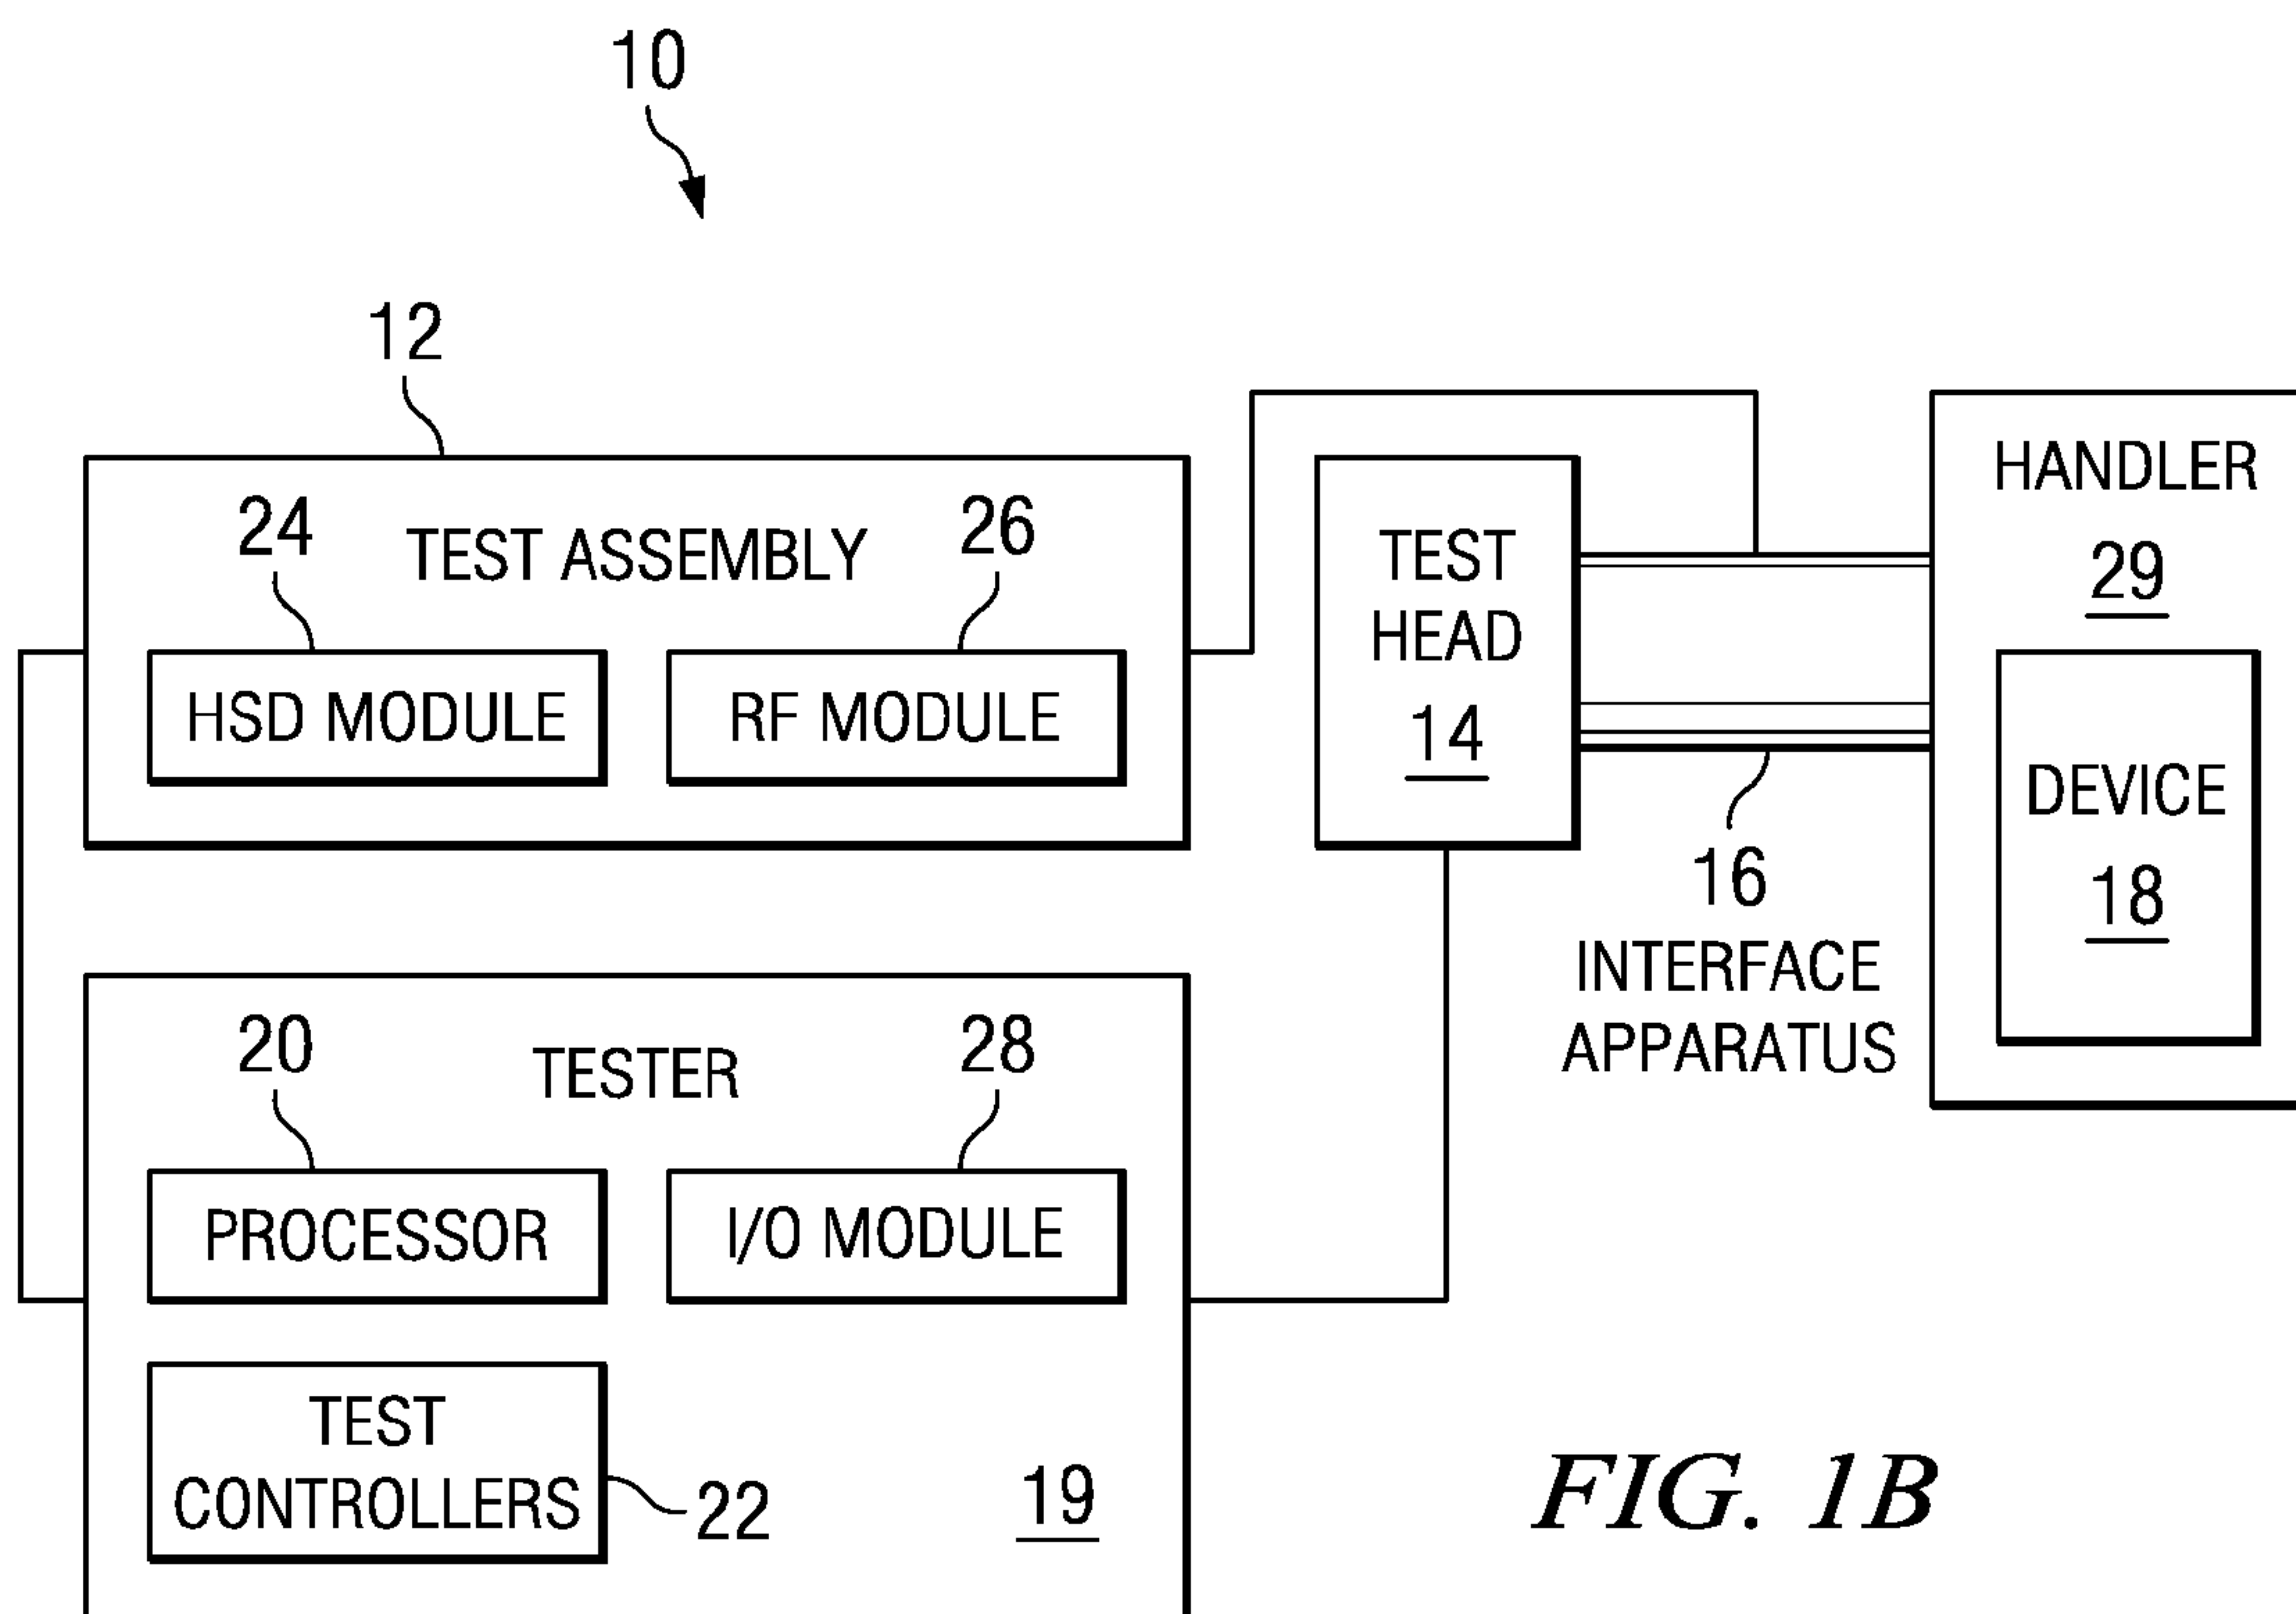 10
12
24
TEST ASSEMBLY
26
HSD MODULE
RF MODULE
TEST
HEAD
14
HANDLER
29
DEVICE
18
16
INTERFACE
APPARATUS
20
TESTER
28
PROCESSOR
I/O MODULE
TEST
CONTROLLERS
22
19
FIG. 1B